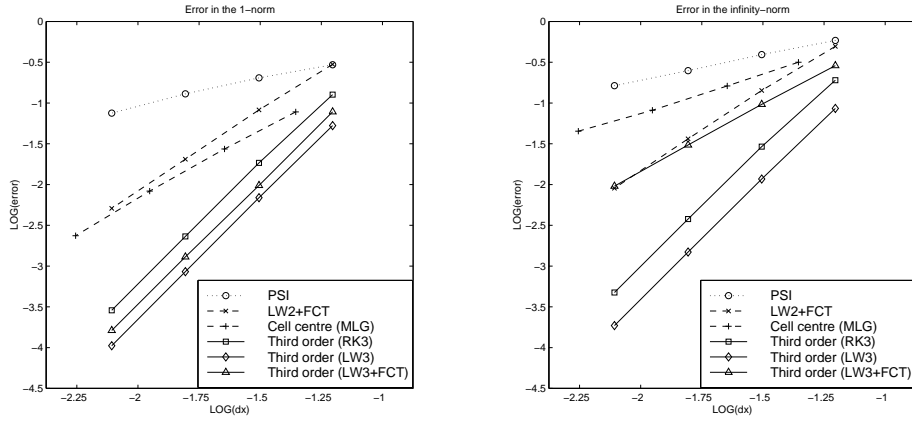 Error in the 1−norm
0
−0.5
−1
−1.5
−2
−2.5
−3
−3.5
−4
−4.5
LOG(error)
−2.25
−2
−1.75
−1.5
−1.25
−1
LOG(dx)
PSI
LW2+FCT
Cell centre (MLG)
Third order (RK3)
Third order (LW3)
Third order (LW3+FCT)
Error in the infinity−norm
0
−0.5
−1
−1.5
−2
−2.5
−3
−3.5
−4
−4.5
LOG(error)
−2.25
−2
−1.75
−1.5
−1.25
−1
LOG(dx)
PSI
LW2+FCT
Cell centre (MLG)
Third order (RK3)
Third order (LW3)
Third order (LW3+FCT)